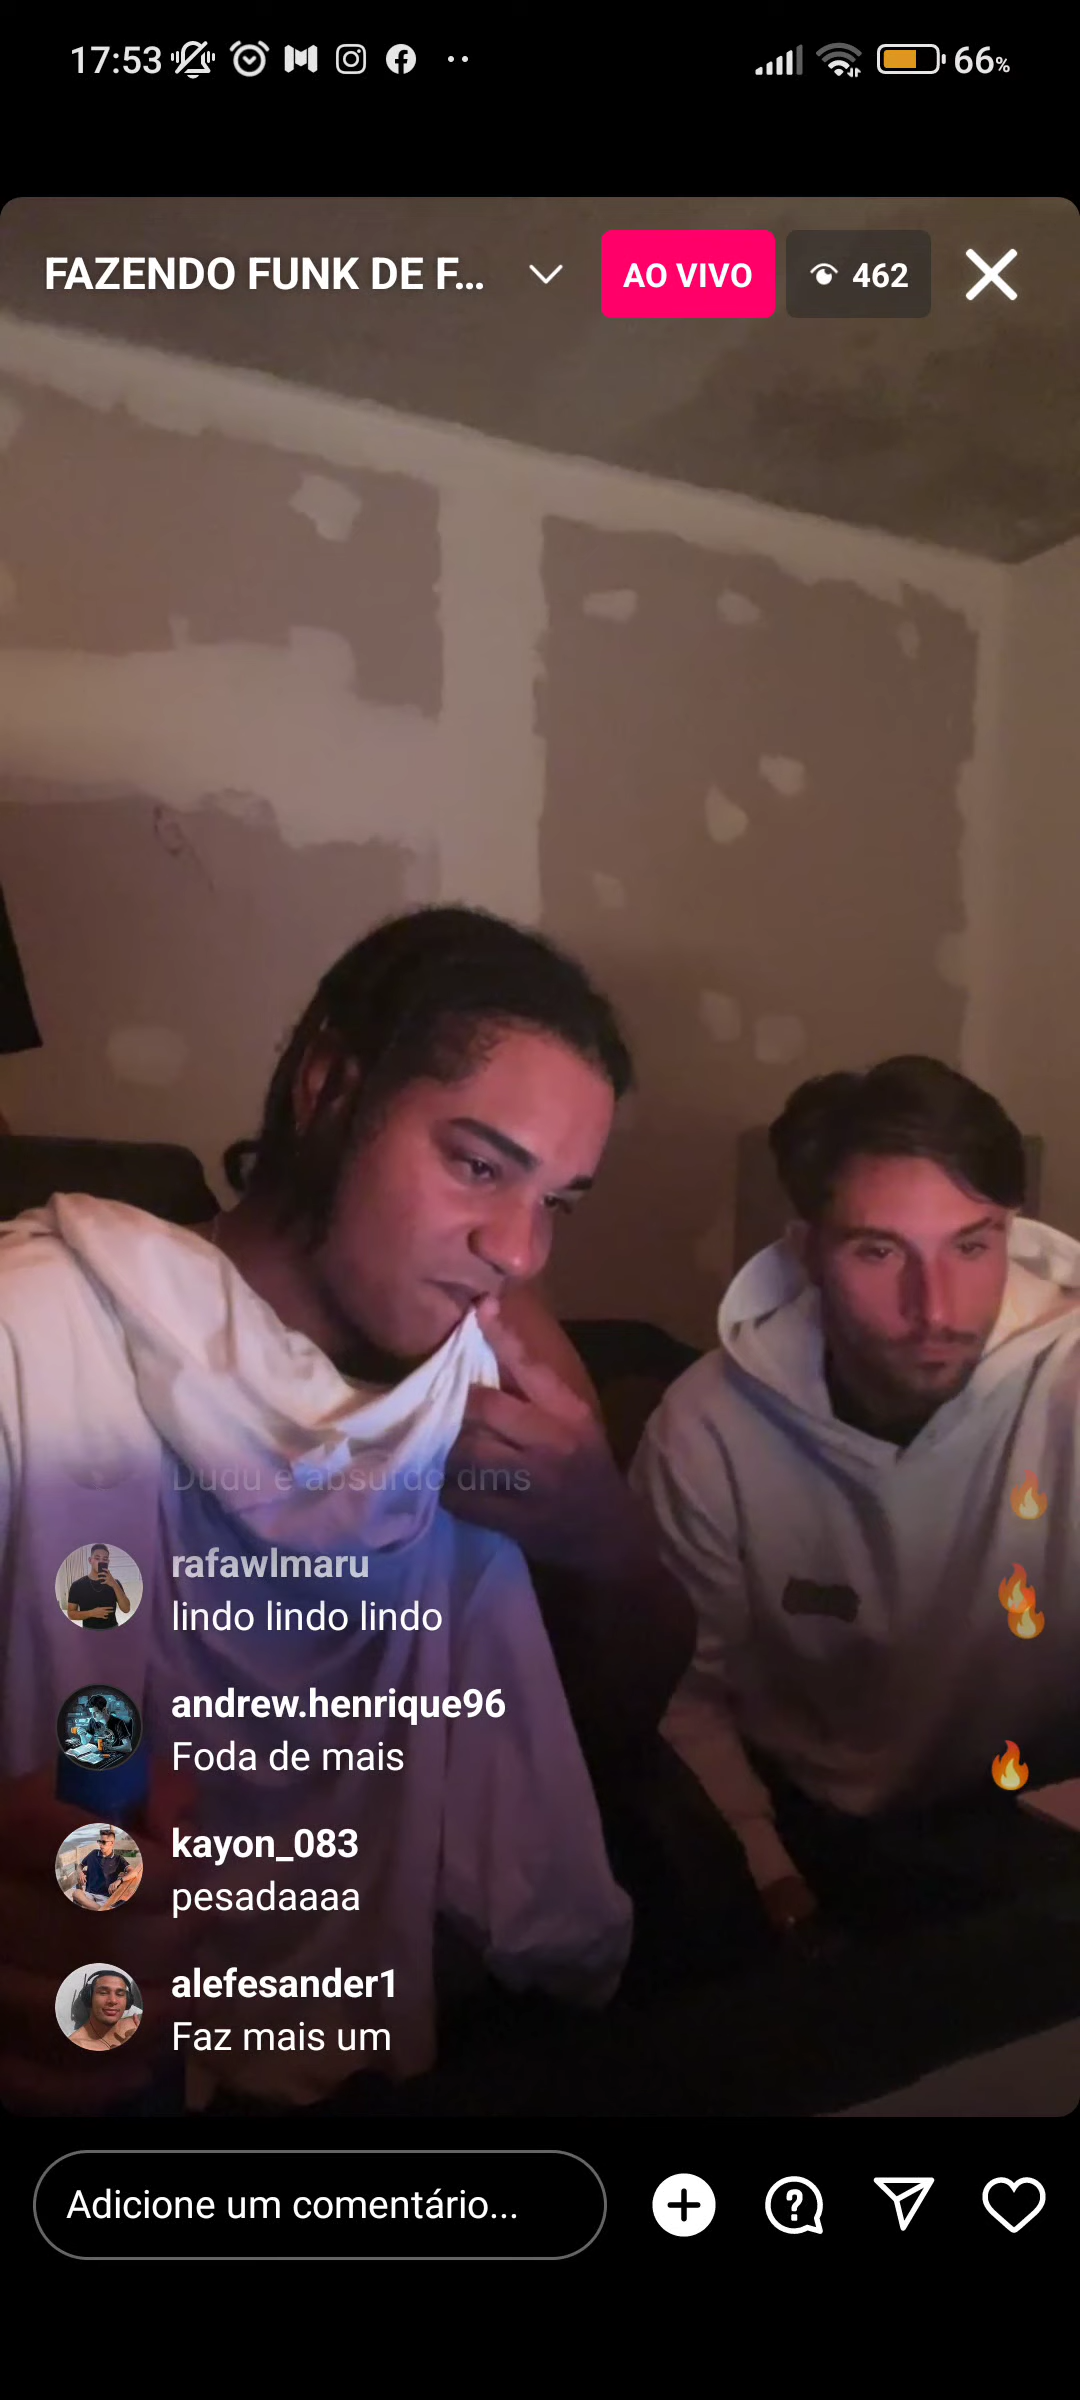 17:53
66%
FAZENDO FUNK DE F...
AO VIVO
462
Dudu e absurdo dms
rafawlmaru
lindo lindo lindo
andrew.henrique96
Foda de mais
kayon_083
pesadaaaa
alefesander1
Faz mais um
Adicione um comentário...